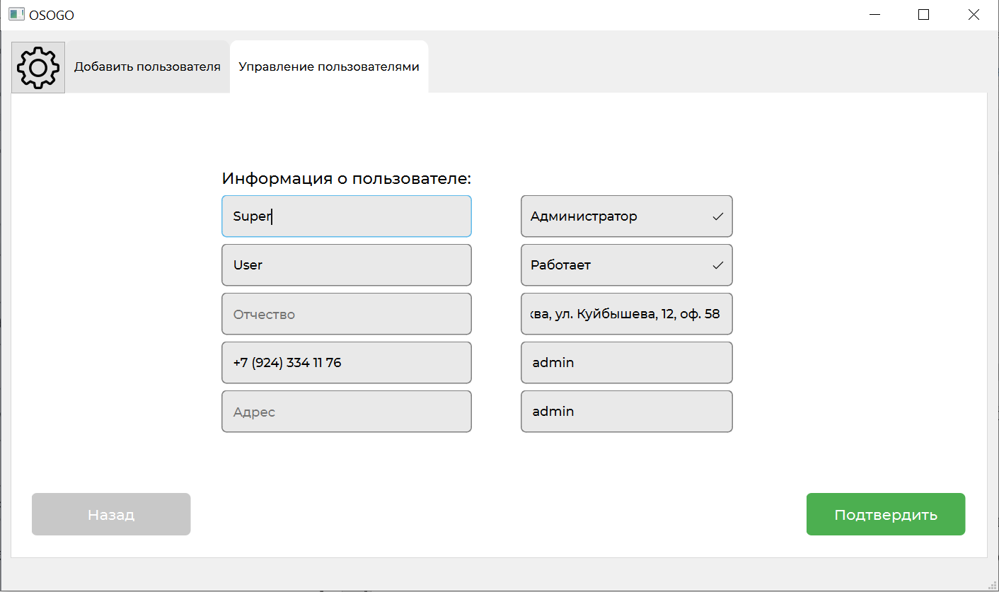 OSOGO
Добавить пользователя
Управление пользователями
Информация о пользователе:
Super
Администратор
User
Работает
Отчество
ква, ул. Куйбышева, 12, оф. 58
+7 (924) 334 11 76
admin
Адрес
admin
Назад
Подтвердить